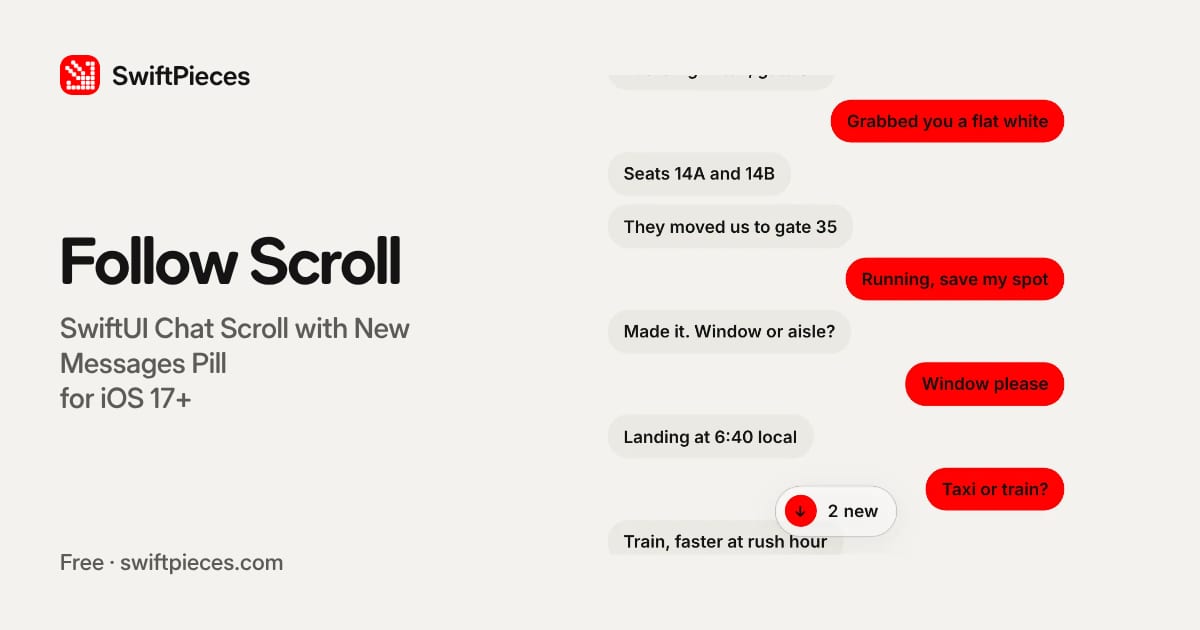 SwiftPieces
Follow Scroll
SwiftUI Chat Scroll with New
Messages Pill
for iOS 17+
Free · swiftpieces.com
Grabbed you a flat white
Seats 14A and 14B
They moved us to gate 35
Running, save my spot
Made it. Window or aisle?
Window please
Landing at 6:40 local
Taxi or train?
2 new
Train, faster at rush hour